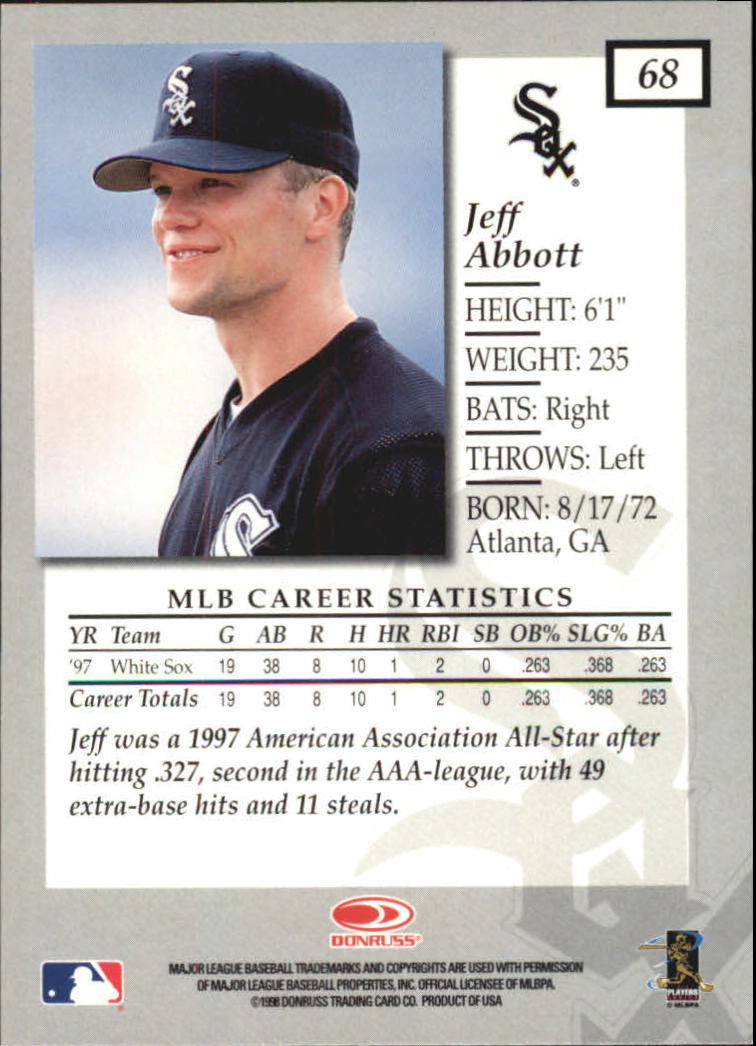 68
Sox
Sox
®
Jeff
Abbott
HEIGHT: 6'1"
WEIGHT: 235
BATS: Right
THROWS: Left
BORN: 8/17/72
Atlanta, GA
MLB CAREER STATISTICS
YR Team G AB R H HR RBI SB OB% SLG% BA
'97 White Sox 19 38 8 10 1 2 0 .263 .368 .263
Career Totals 19 38 8 10 1 2 0 .263 .368 .263
Jeff was a 1997 American Association All-Star after
hitting .327, second in the AAA-league, with 49
extra-base hits and 11 steals.
DONRUSS®
MAJOR LEAGUE BASEBALL TRADEMARKS AND COPYRIGHTS ARE USED WITH PERMISSION
OF MAJOR LEAGUE BASEBALL PROPERTIES, INC. OFFICIAL LICENSEE OF MLBPA.
©1998 DONRUSS TRADING CARD CO. PRODUCT OF USA
PLAYERS
© MLBPA